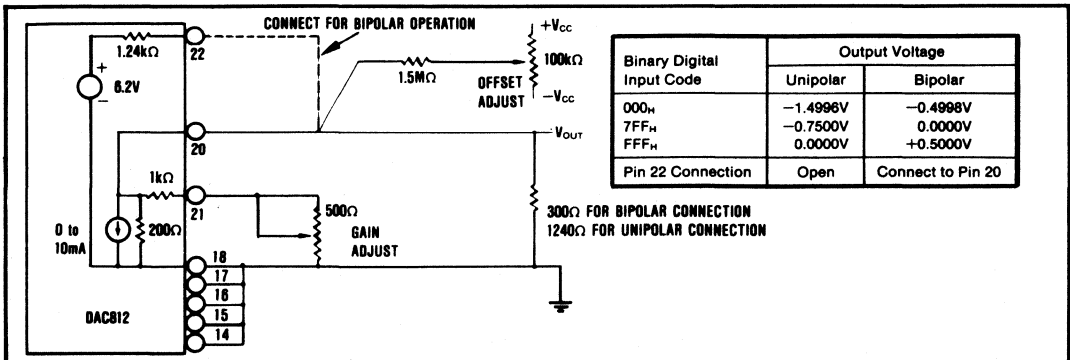 CONNECT FOR BIPOLAR OPERATION
22
1.24kΩ
+
6.2V
−
+Vcc
100kΩ
1.5MΩ
OFFSET
ADJUST
−Vcc
20
VOUT
1kΩ
21
500Ω
GAIN
ADJUST
0 to
10mA
200Ω
300Ω FOR BIPOLAR CONNECTION
1240Ω FOR UNIPOLAR CONNECTION
18
17
16
15
14
DAC812
Binary Digital Input Code | Output Voltage
Unipolar | Bipolar
000H | −1.4996V | −0.4998V
7FFH | −0.7500V | 0.0000V
FFFH | 0.0000V | +0.5000V
Pin 22 Connection | Open | Connect to Pin 20